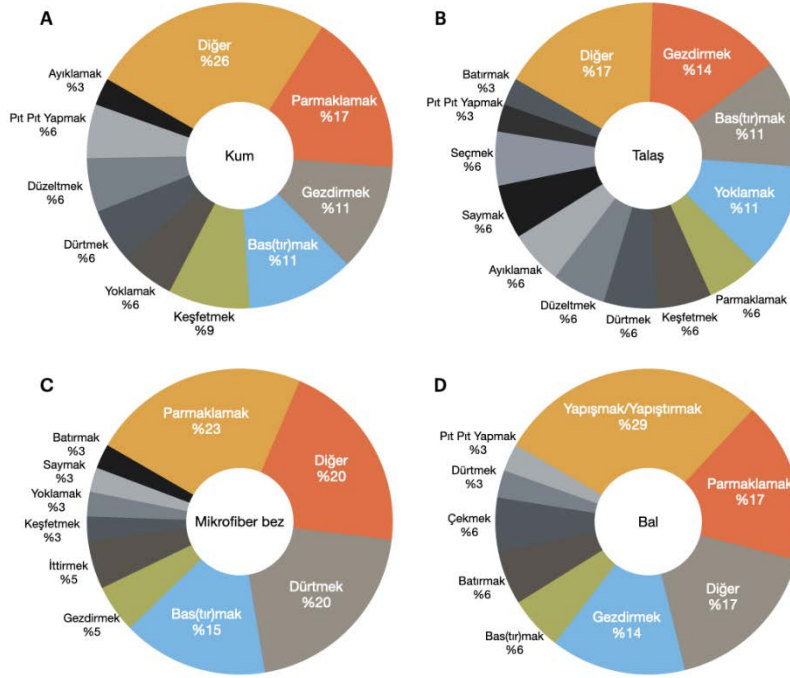 A
Kum
Diğer
%26
Parmaklamak
%17
Gezdirmek
%11
Bas(tır)mak
%11
Keşfetmek
%9
Yoklamak
%6
Dürtmek
%6
Düzeltmek
%6
Pıt Pıt Yapmak
%6
Ayıklamak
%3
B
Talaş
Diğer
%17
Gezdirmek
%14
Bas(tır)mak
%11
Yoklamak
%11
Parmaklamak
%6
Keşfetmek
%6
Dürtmek
%6
Düzeltmek
%6
Ayıklamak
%6
Saymak
%6
Seçmek
%6
Pıt Pıt Yapmak
%3
Batırmak
%3
C
Mikrofiber bez
Parmaklamak
%23
Diğer
%20
Dürtmek
%20
Bas(tır)mak
%15
Gezdirmek
%5
İttirmek
%5
Keşfetmek
%3
Yoklamak
%3
Saymak
%3
Batırmak
%3
D
Bal
Yapışmak/Yapıştırmak
%29
Parmaklamak
%17
Diğer
%17
Gezdirmek
%14
Bas(tır)mak
%6
Batırmak
%6
Çekmek
%6
Dürtmek
%3
Pıt Pıt Yapmak
%3